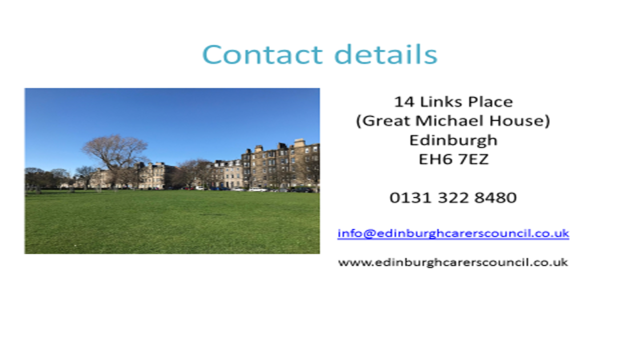 Contact details
14 Links Place
(Great Michael House)
Edinburgh
EH6 7EZ
0131 322 8480
info@edinburghcarerscouncil.co.uk
www.edinburghcarerscouncil.co.uk